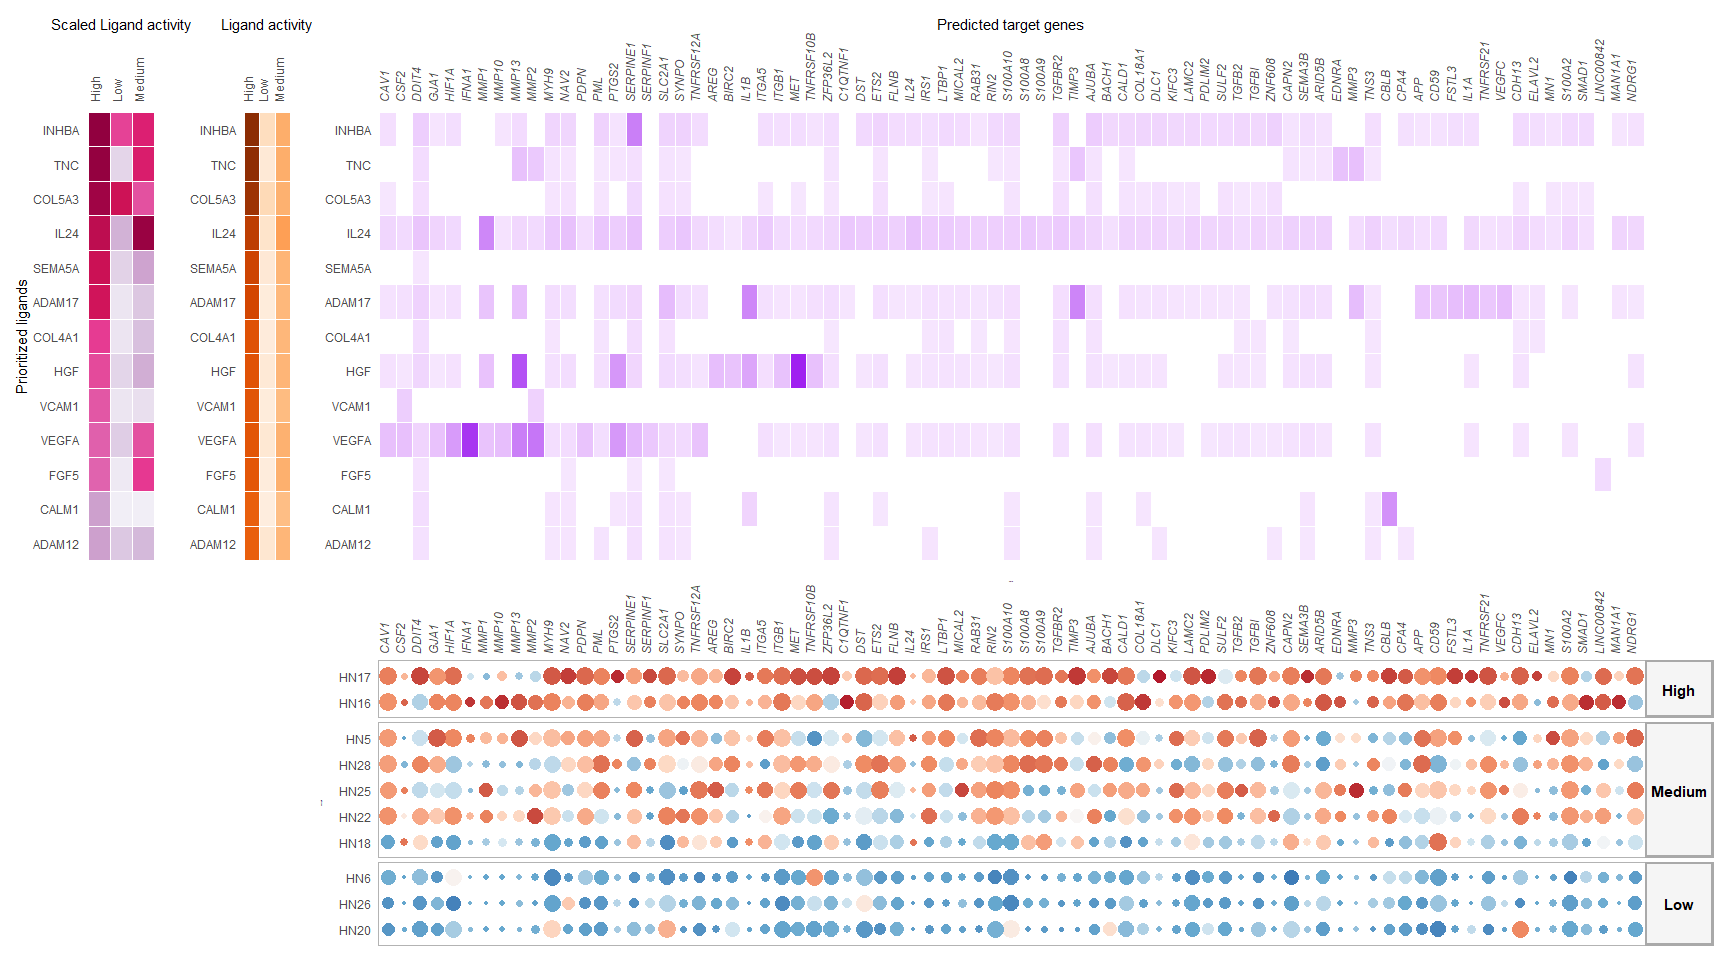 Scaled Ligand activity
Ligand activity
Predicted target genes
High Low Medium
High Low Medium
CAV1 CSF2 DDIT4 GJA1 HIF1A IFNA1 MMP1 MMP10 MMP13 MMP2 MYH9 NAV2 PDPN PML PTGS2 SERPINE1 SERPINF1 SLC2A1 SYNPO TNFRSF12A AREG BIRC2 IL1B ITGA5 ITGB1 MET TNFRSF10B ZFP36L2 C1QTNF1 DST ETS2 FLNB IL24 IRS1 LTBP1 MICAL2 RAB31 RIN2 S100A10 S100A8 S100A9 TGFBR2 TIMP3 AJUBA BACH1 CALD1 COL18A1 DLC1 KIFC3 LAMC2 PDLIM2 SULF2 TGFB2 TGFBI ZNF608 CAPN2 SEMA3B ARID5B EDNRA MMP3 TNS3 CBLB CPA4 APP CD59 FSTL3 IL1A TNFRSF21 VEGFC CDH13 ELAVL2 MN1 S100A2 SMAD1 LINC00842 MAN1A1 NDRG1
Prioritized ligands
INHBA INHBA INHBA
TNC TNC TNC
COL5A3 COL5A3 COL5A3
IL24 IL24 IL24
SEMA5A SEMA5A SEMA5A
ADAM17 ADAM17 ADAM17
COL4A1 COL4A1 COL4A1
HGF HGF HGF
VCAM1 VCAM1 VCAM1
VEGFA VEGFA VEGFA
FGF5 FGF5 FGF5
CALM1 CALM1 CALM1
ADAM12 ADAM12 ADAM12
CAV1 CSF2 DDIT4 GJA1 HIF1A IFNA1 MMP1 MMP10 MMP13 MMP2 MYH9 NAV2 PDPN PML PTGS2 SERPINE1 SERPINF1 SLC2A1 SYNPO TNFRSF12A AREG BIRC2 IL1B ITGA5 ITGB1 MET TNFRSF10B ZFP36L2 C1QTNF1 DST ETS2 FLNB IL24 IRS1 LTBP1 MICAL2 RAB31 RIN2 S100A10 S100A8 S100A9 TGFBR2 TIMP3 AJUBA BACH1 CALD1 COL18A1 DLC1 KIFC3 LAMC2 PDLIM2 SULF2 TGFB2 TGFBI ZNF608 CAPN2 SEMA3B ARID5B EDNRA MMP3 TNS3 CBLB CPA4 APP CD59 FSTL3 IL1A TNFRSF21 VEGFC CDH13 ELAVL2 MN1 S100A2 SMAD1 LINC00842 MAN1A1 NDRG1
HN17
HN16
High
HN5
HN28
HN25
HN22
HN18
Medium
HN6
HN26
HN20
Low